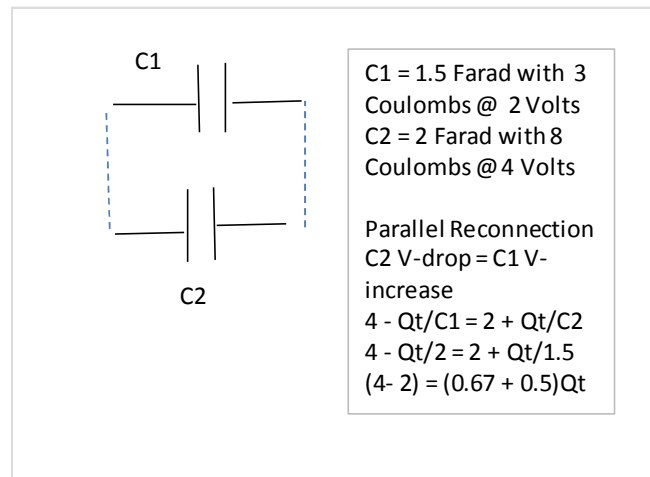 C1
C2
C1 = 1.5 Farad with 3
Coulombs @ 2 Volts
C2 = 2 Farad with 8
Coulombs @ 4 Volts
Parallel Reconnection
C2 V-drop = C1 V-
increase
4 - Qt/C1 = 2 + Qt/C2
4 - Qt/2 = 2 + Qt/1.5
(4- 2) = (0.67 + 0.5)Qt